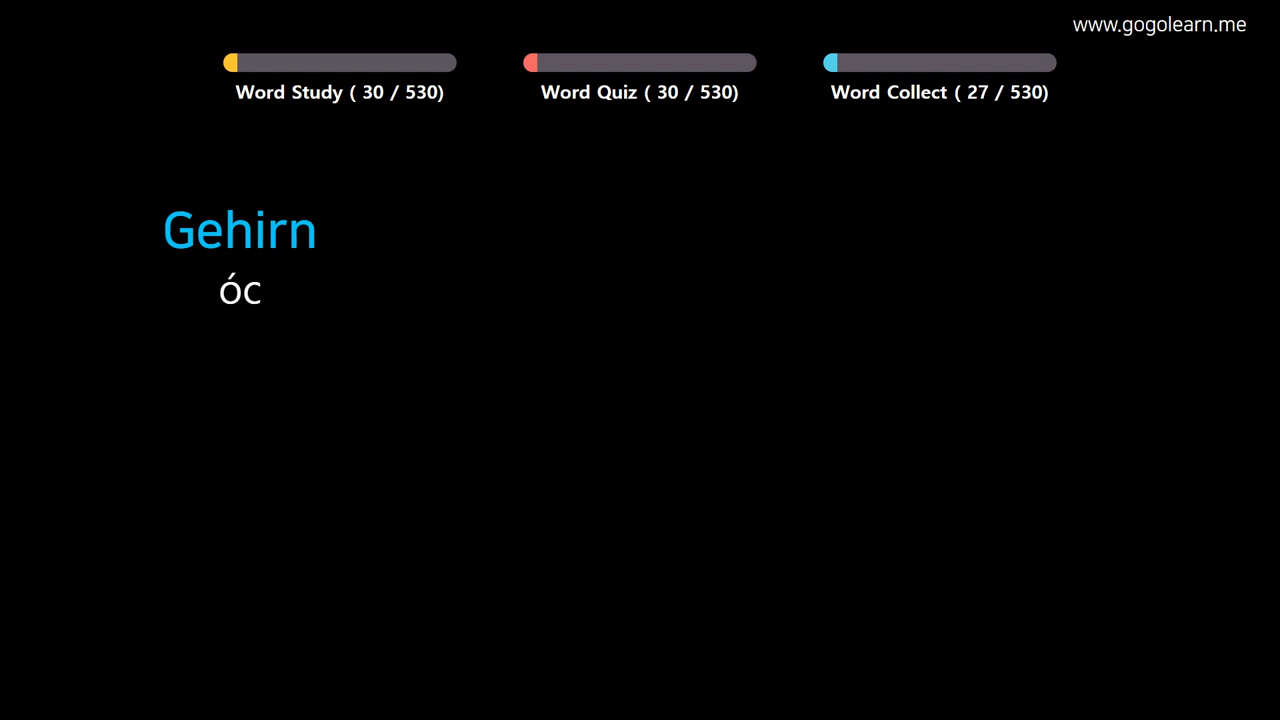 www.gogolearn.me
Word Study ( 30 / 530)
Word Quiz ( 30 / 530)
Word Collect ( 27 / 530)
Gehirn
óc